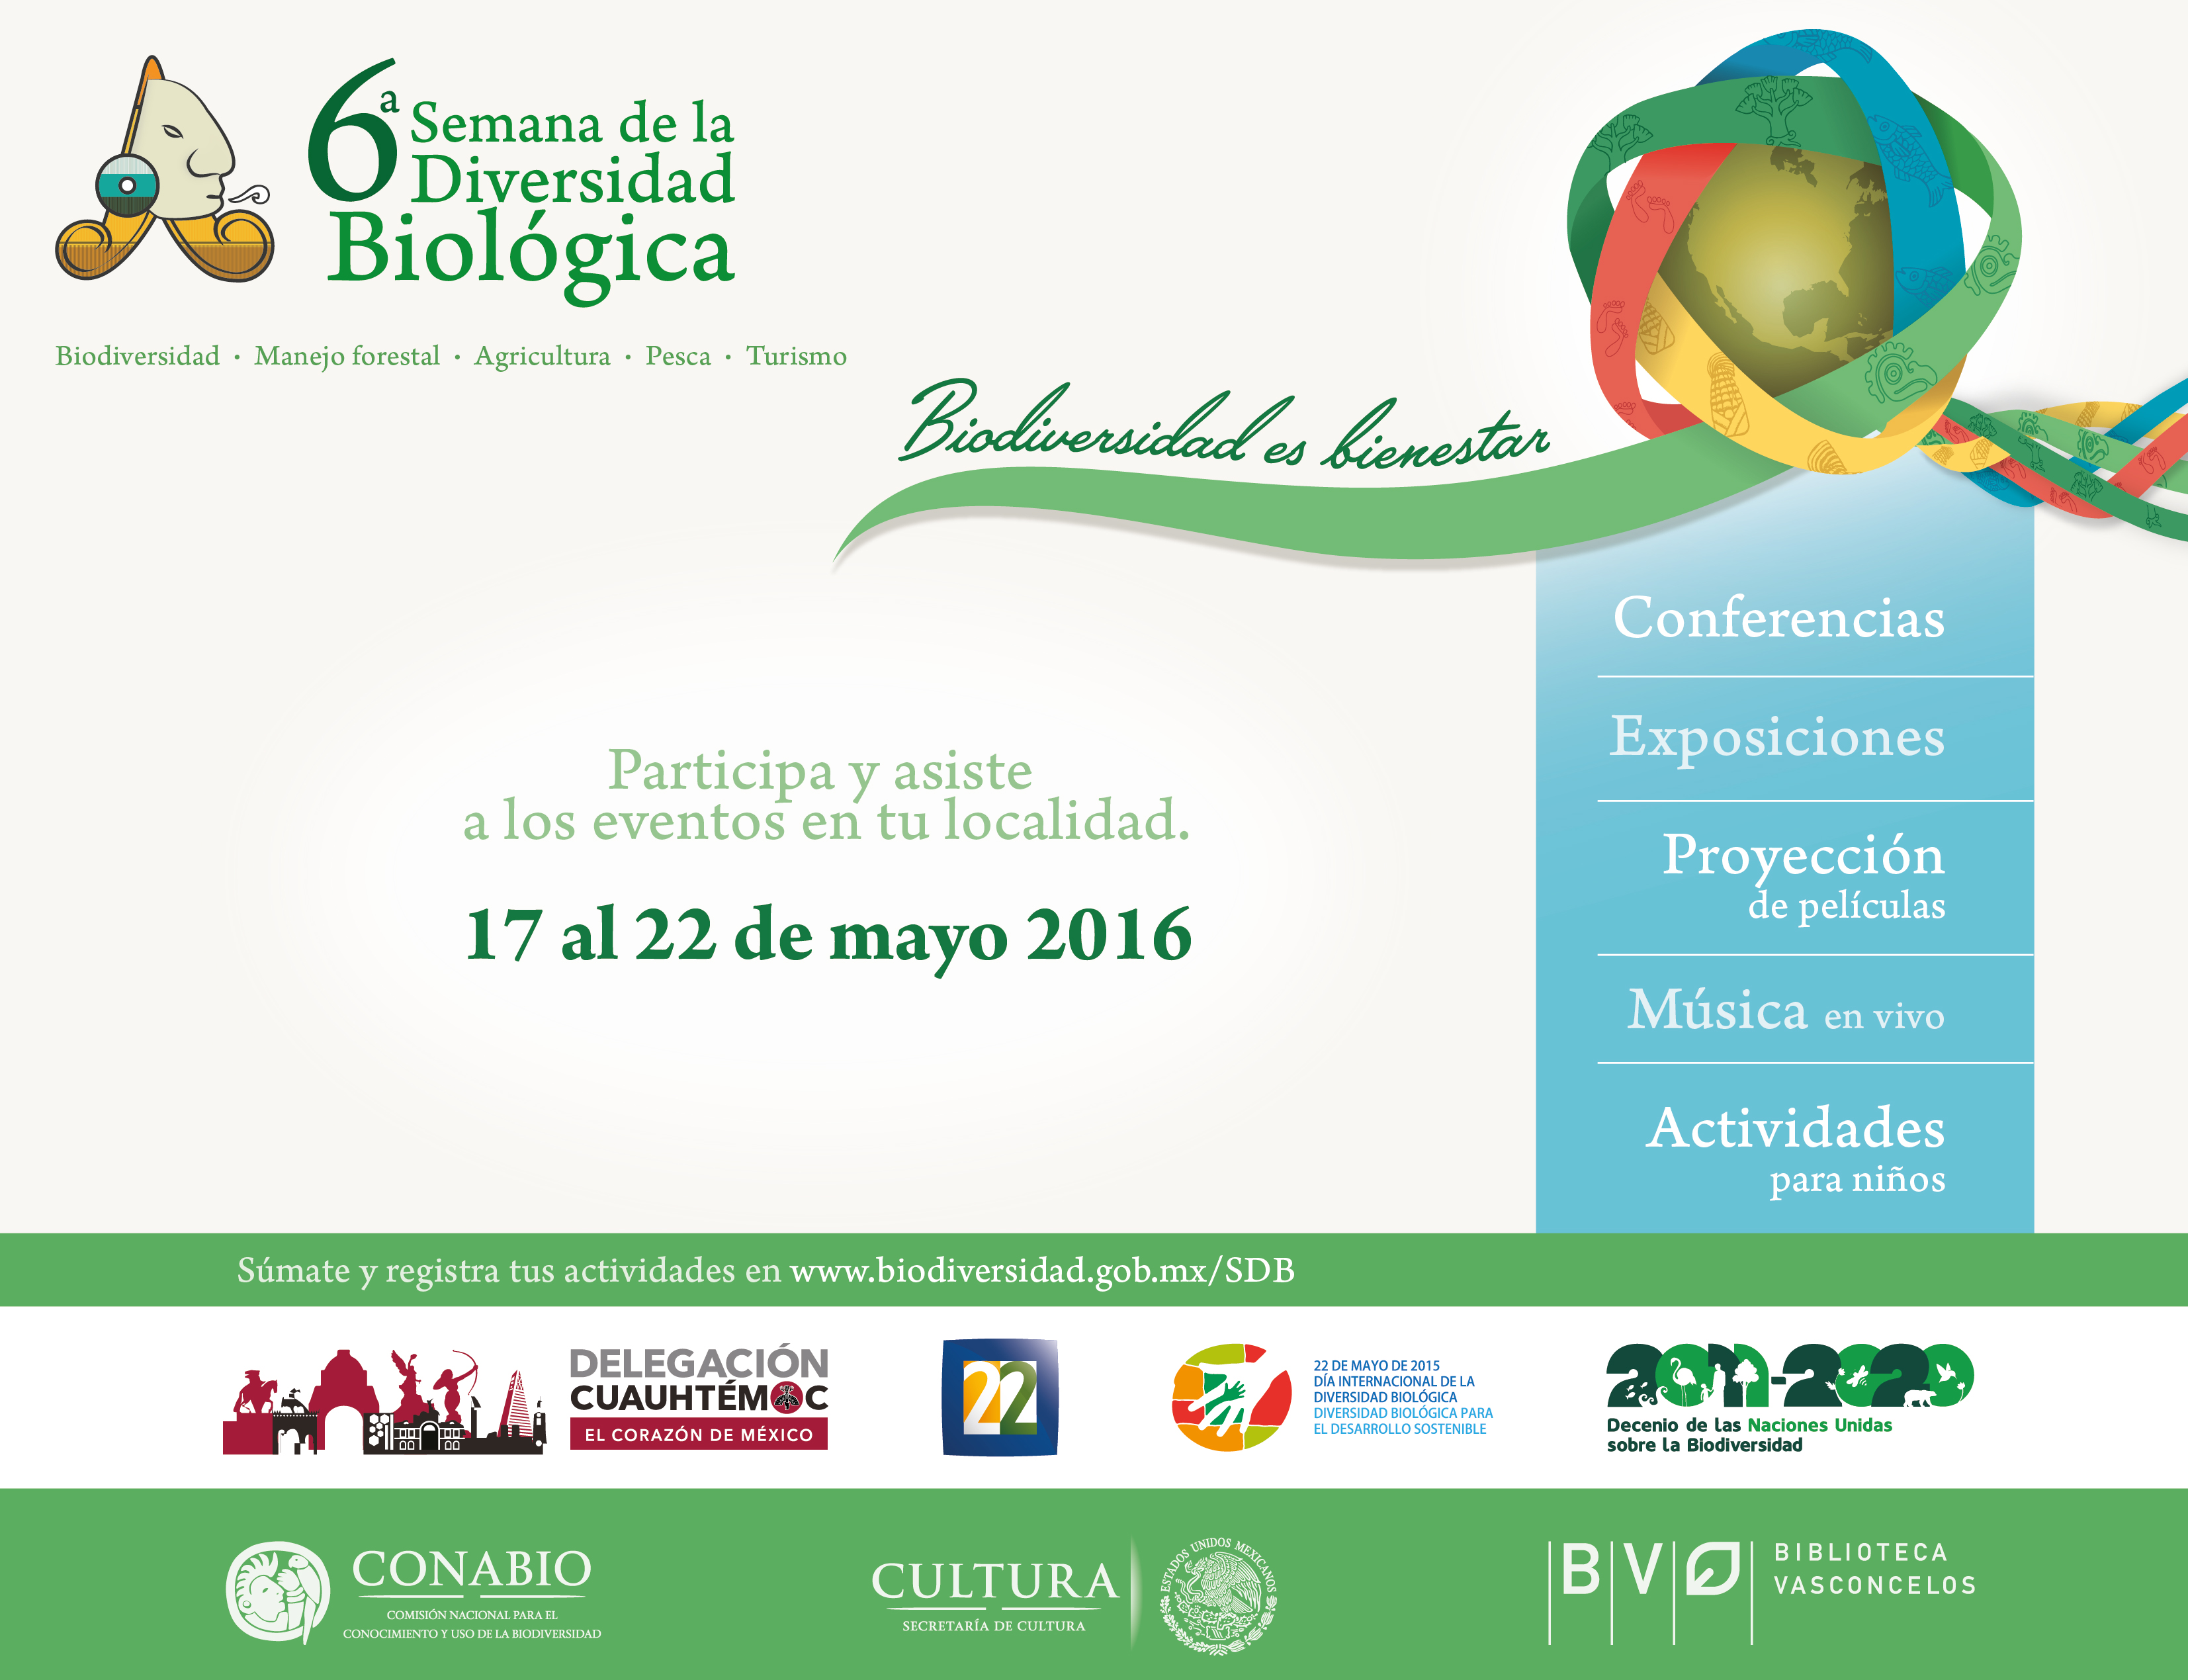 6ª Semana de la
Diversidad
Biológica
Biodiversidad · Manejo forestal · Agricultura · Pesca · Turismo
Biodiversidad es bienestar
Conferencias
Exposiciones
Proyección
de películas
Música en vivo
Actividades
para niños
Participa y asiste
a los eventos en tu localidad.
17 al 22 de mayo 2016
Súmate y registra tus actividades en www.biodiversidad.gob.mx/SDB
DELEGACIÓN
CUAUHTÉMOC
EL CORAZÓN DE MÉXICO
22
22 DE MAYO DE 2015
DÍA INTERNACIONAL DE LA
DIVERSIDAD BIOLÓGICA
DIVERSIDAD BIOLÓGICA PARA
EL DESARROLLO SOSTENIBLE
2011-2020
Decenio de las Naciones Unidas
sobre la Biodiversidad
CONABIO
COMISIÓN NACIONAL PARA EL
CONOCIMIENTO Y USO DE LA BIODIVERSIDAD
CULTURA
SECRETARÍA DE CULTURA
ESTADOS UNIDOS MEXICANOS
BV
BIBLIOTECA
VASCONCELOS